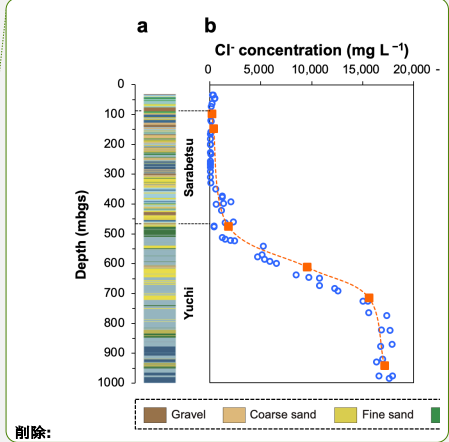 a
b
Cl- concentration (mg L –1)
0 5,000 10,000 15,000 20,000
Depth (mbgs)
0
100
200
300
400
500
600
700
800
900
1000
Sarabetsu
Yuchi
Gravel
Coarse sand
Fine sand
削除: